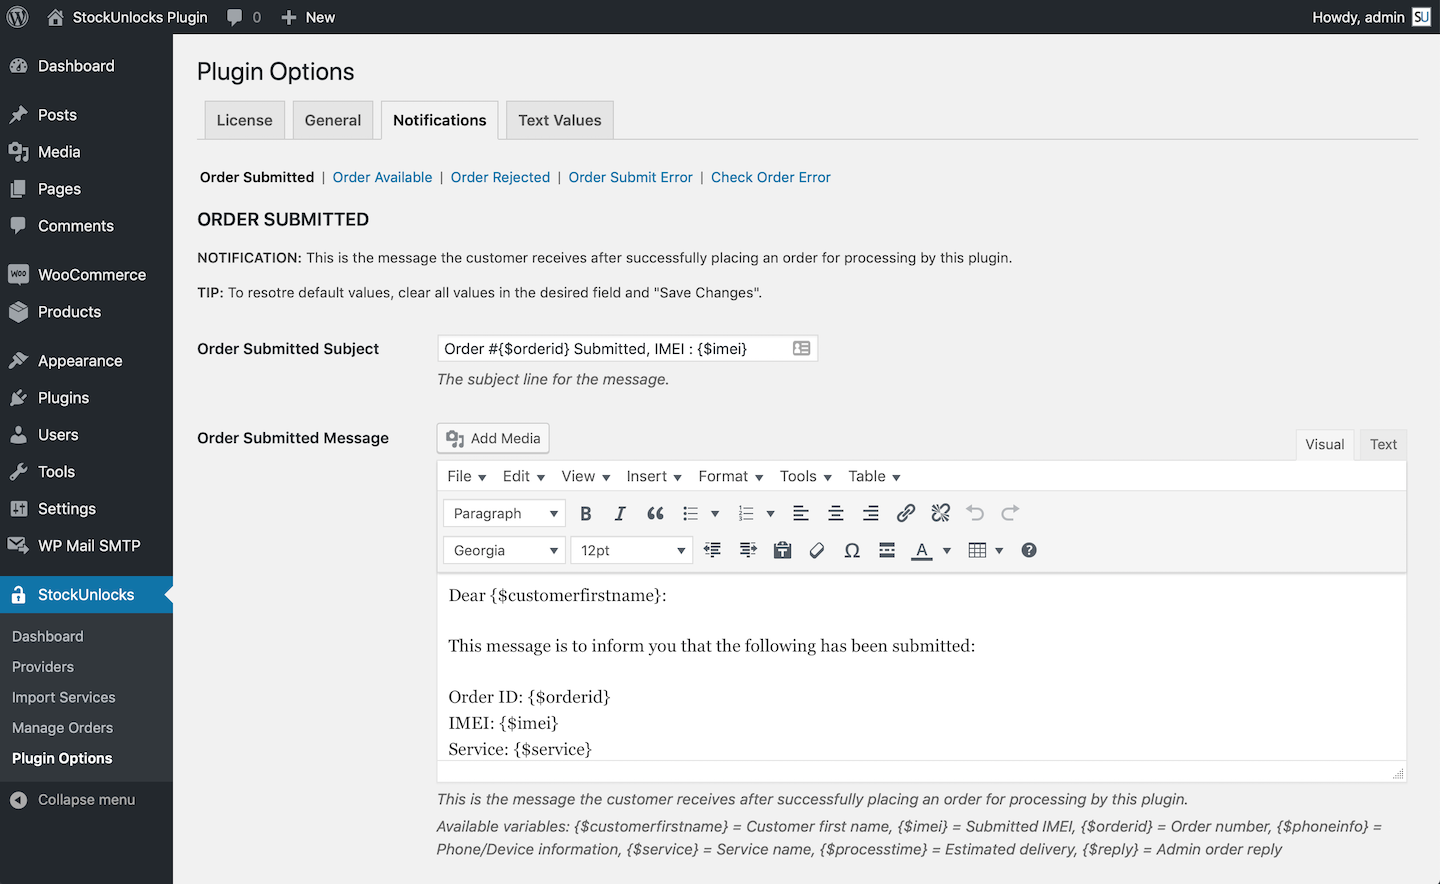 StockUnlocks Plugin 0 New Howdy, admin SU
Dashboard
Posts
Media
Pages
Comments
Woo WooCommerce
Products
Appearance
Plugins
Users
Tools
Settings
WP Mail SMTP
StockUnlocks
Dashboard
Providers
Import Services
Manage Orders
Plugin Options
Collapse menu
Plugin Options
License General Notifications Text Values
Order Submitted | Order Available | Order Rejected | Order Submit Error | Check Order Error
ORDER SUBMITTED
NOTIFICATION: This is the message the customer receives after successfully placing an order for processing by this plugin.
TIP: To resotre default values, clear all values in the desired field and "Save Changes".
Order Submitted Subject Order #{$orderid} Submitted, IMEI : {$imei}
The subject line for the message.
Order Submitted Message Add Media Visual Text
File Edit View Insert Format Tools Table
Paragraph B I
Georgia 12pt Ω A
Dear {$customerfirstname}:
This message is to inform you that the following has been submitted:
Order ID: {$orderid}
IMEI: {$imei}
Service: {$service}
This is the message the customer receives after successfully placing an order for processing by this plugin.
Available variables: {$customerfirstname} = Customer first name, {$imei} = Submitted IMEI, {$orderid} = Order number, {$phoneinfo} =
Phone/Device information, {$service} = Service name, {$processtime} = Estimated delivery, {$reply} = Admin order reply